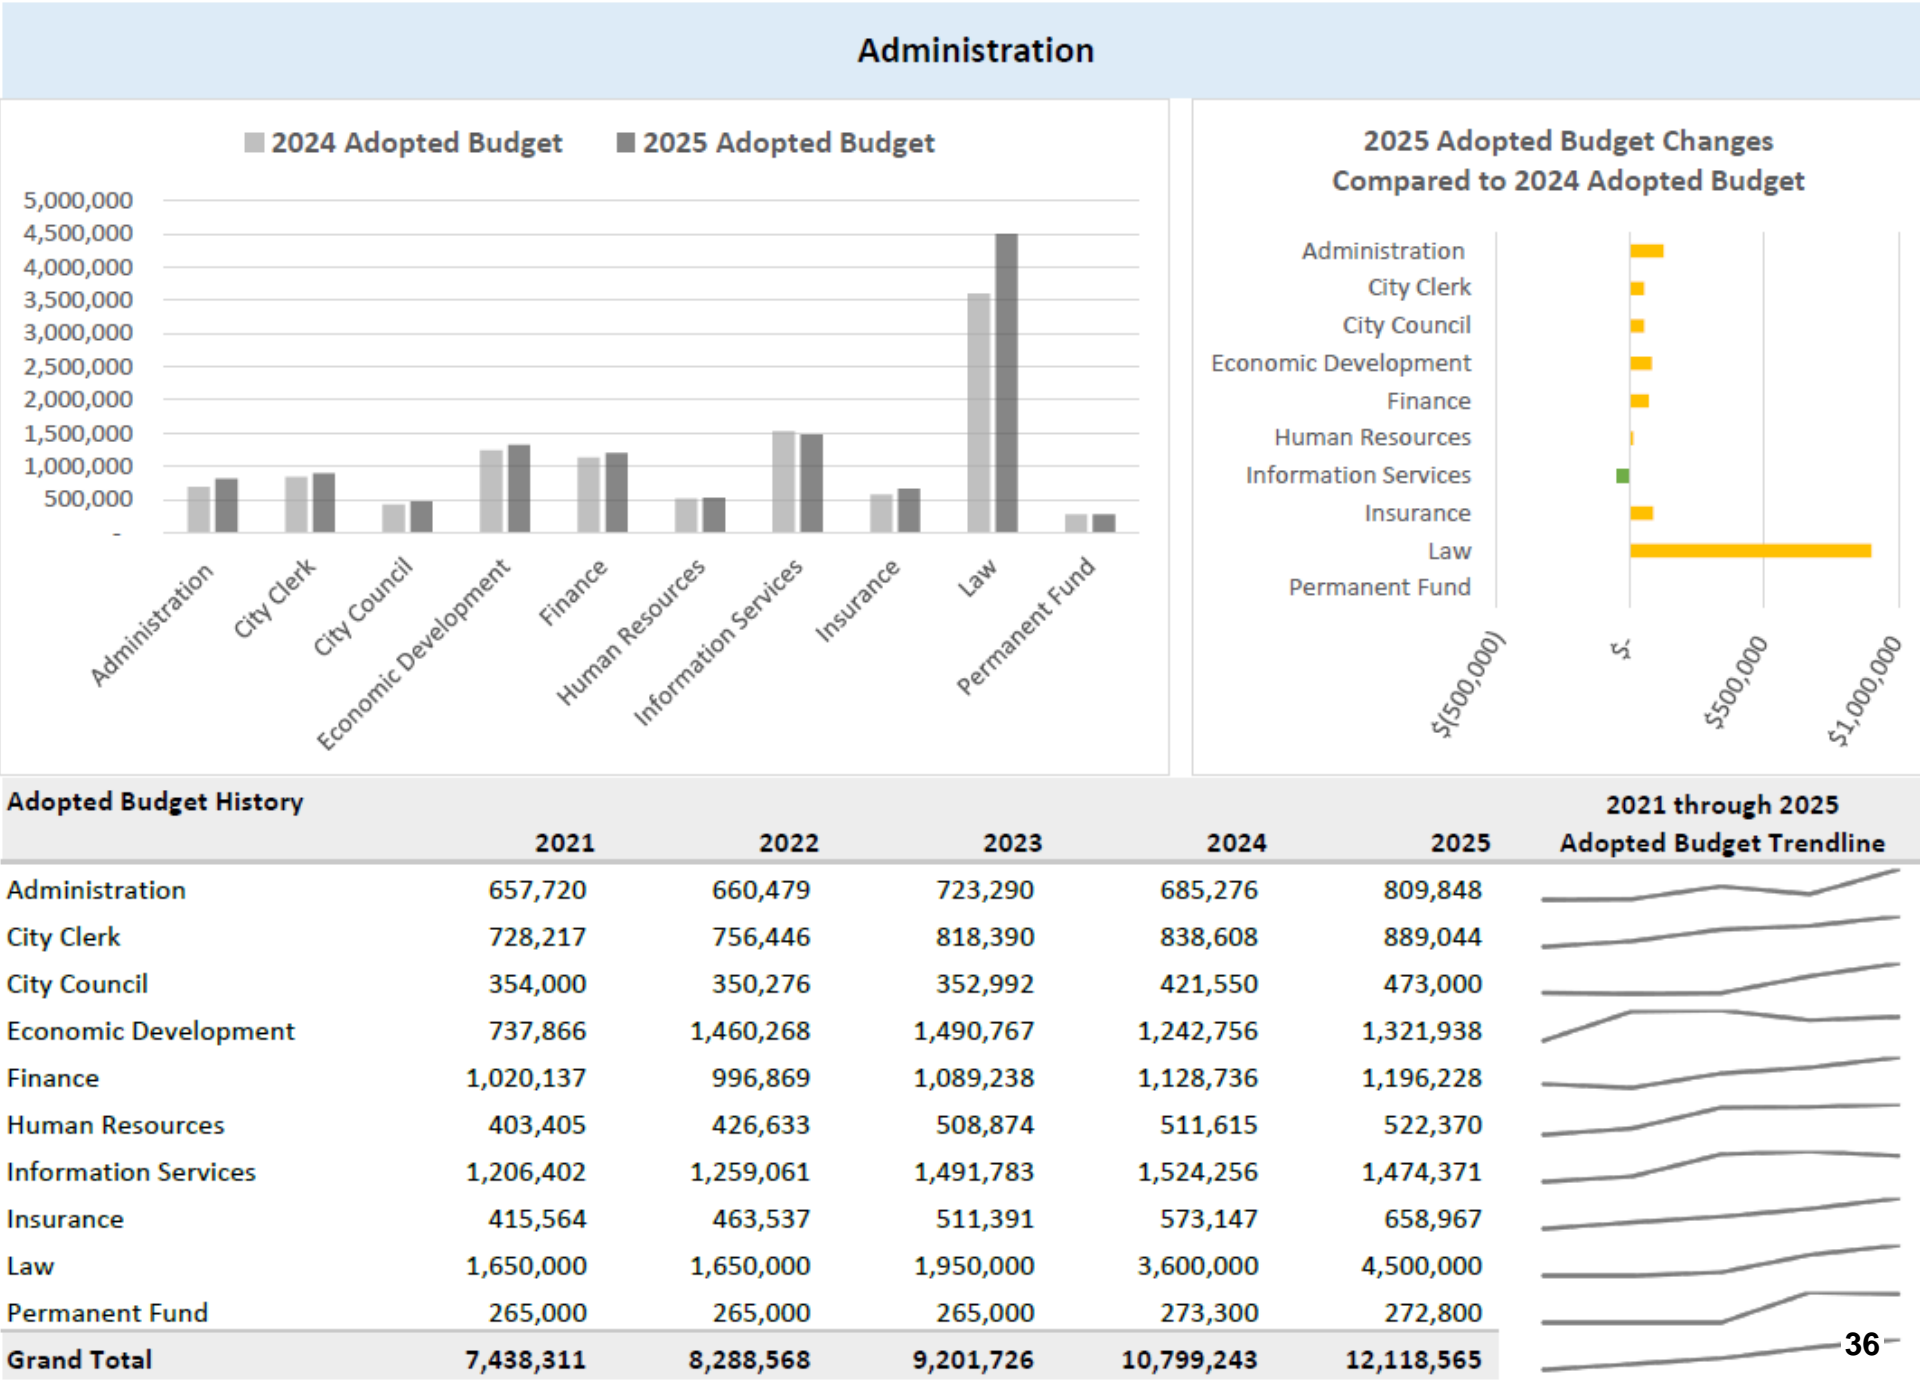 Administration
2024 Adopted Budget 2025 Adopted Budget
5,000,000
4,500,000
4,000,000
3,500,000
3,000,000
2,500,000
2,000,000
1,500,000
1,000,000
500,000
-
Administration
City Clerk
City Council
Economic Development
Finance
Human Resources
Information Services
Insurance
Law
Permanent Fund
2025 Adopted Budget Changes
Compared to 2024 Adopted Budget
Administration
City Clerk
City Council
Economic Development
Finance
Human Resources
Information Services
Insurance
Law
Permanent Fund
$(500,000)
$-
$500,000
$1,000,000
Adopted Budget History
2021 through 2025
2021 2022 2023 2024 2025 Adopted Budget Trendline
Administration 657,720 660,479 723,290 685,276 809,848
City Clerk 728,217 756,446 818,390 838,608 889,044
City Council 354,000 350,276 352,992 421,550 473,000
Economic Development 737,866 1,460,268 1,490,767 1,242,756 1,321,938
Finance 1,020,137 996,869 1,089,238 1,128,736 1,196,228
Human Resources 403,405 426,633 508,874 511,615 522,370
Information Services 1,206,402 1,259,061 1,491,783 1,524,256 1,474,371
Insurance 415,564 463,537 511,391 573,147 658,967
Law 1,650,000 1,650,000 1,950,000 3,600,000 4,500,000
Permanent Fund 265,000 265,000 265,000 273,300 272,800
Grand Total 7,438,311 8,288,568 9,201,726 10,799,243 12,118,565
36